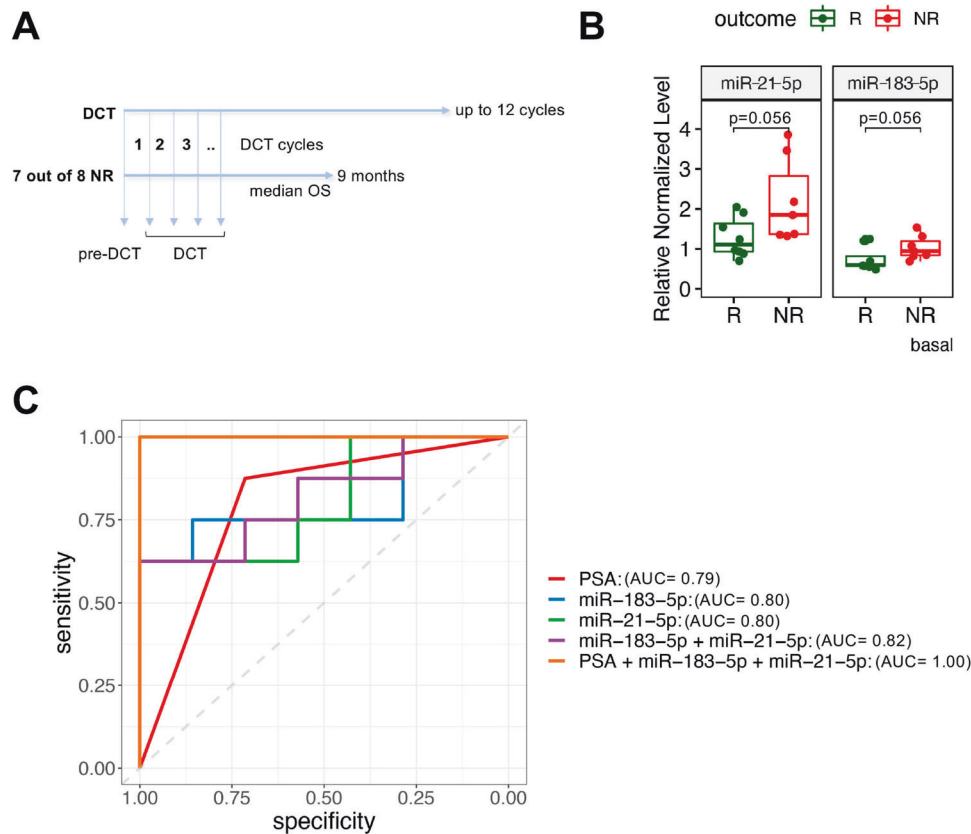 A
DCT
up to 12 cycles
1 2 3 .. DCT cycles
7 out of 8 NR
9 months
median OS
pre-DCT DCT
B
outcome R NR
miR-21-5p miR-183-5p
p=0.056 p=0.056
Relative Normalized Level
4
3
2
1
0
R NR R NR
basal
C
sensitivity
1.00
0.75
0.50
0.25
0.00
1.00 0.75 0.50 0.25 0.00
specificity
PSA: (AUC= 0.79)
miR-183-5p: (AUC= 0.80)
miR-21-5p: (AUC= 0.80)
miR-183-5p + miR-21-5p: (AUC= 0.82)
PSA + miR-183-5p + miR-21-5p: (AUC= 1.00)